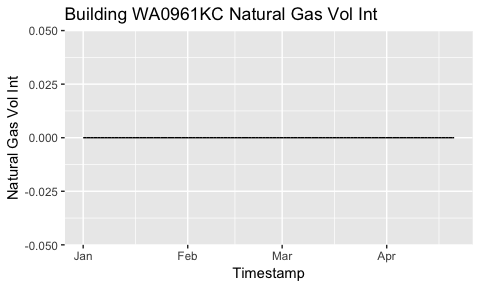 Building WA0961KC Natural Gas Vol Int
Natural Gas Vol Int
0.050
0.025
0.000
-0.025
-0.050
Jan Feb Mar Apr
Timestamp